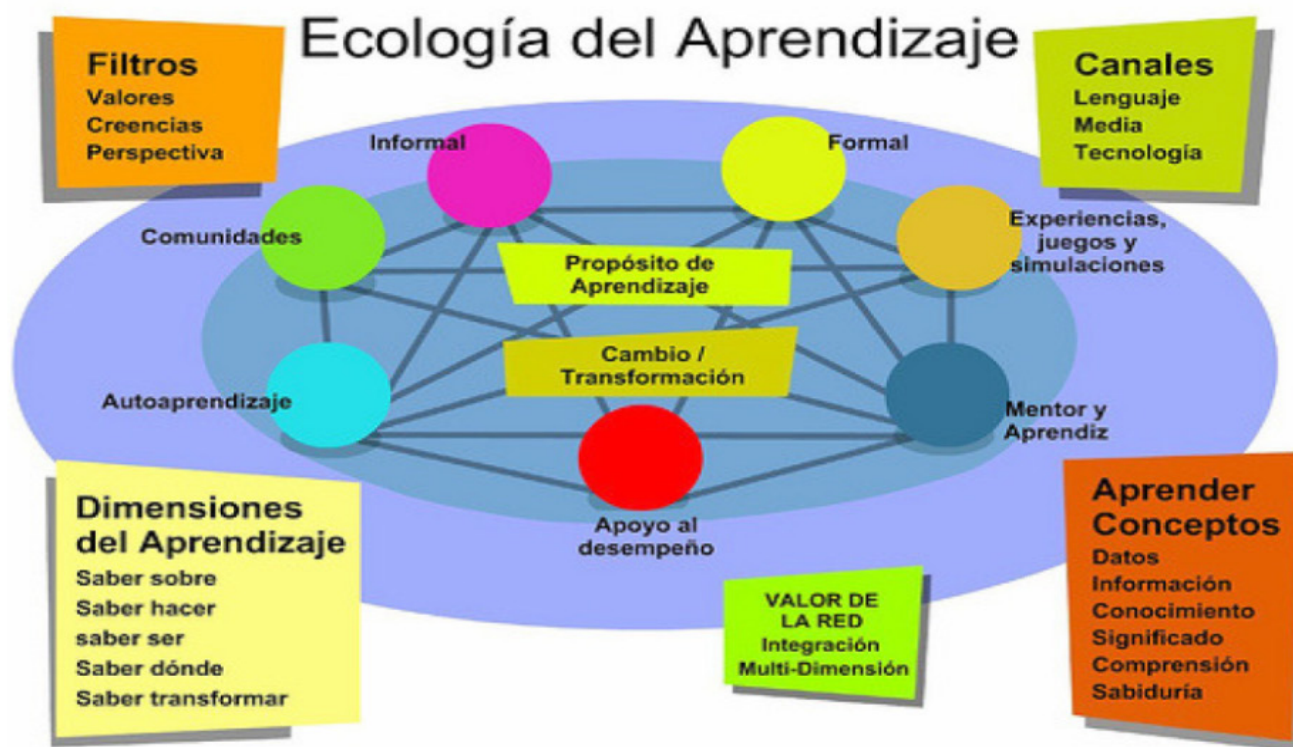 Ecología del Aprendizaje
Filtros
Valores
Creencias
Perspectiva
Canales
Lenguaje
Media
Tecnología
Informal
Formal
Comunidades
Experiencias,
juegos y
simulaciones
Propósito de
Aprendizaje
Cambio /
Transformación
Autoaprendizaje
Mentor y
Aprendiz
Apoyo al
desempeño
Dimensiones
del Aprendizaje
Saber sobre
Saber hacer
saber ser
Saber dónde
Saber transformar
VALOR DE
LA RED
Integración
Multi-Dimensión
Aprender
Conceptos
Datos
Información
Conocimiento
Significado
Comprensión
Sabiduría